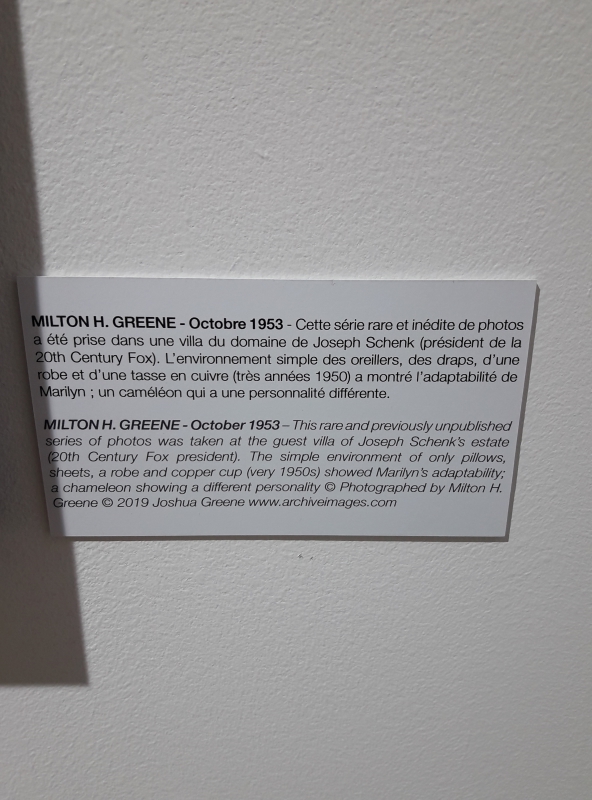 MILTON H. GREENE - Octobre 1953 - Cette série rare et inédite de photos
a été prise dans une villa du domaine de Joseph Schenk (président de la
20th Century Fox). L'environnement simple des oreillers, des draps, d'une
robe et d'une tasse en cuivre (très années 1950) a montré l'adaptabilité de
Marilyn ; un caméléon qui a une personnalité différente.
MILTON H. GREENE - October 1953 – This rare and previously unpublished
series of photos was taken at the guest villa of Joseph Schenk's estate
(20th Century Fox president). The simple environment of only pillows,
sheets, a robe and copper cup (very 1950s) showed Marilyn's adaptability;
a chameleon showing a different personality © Photographed by Milton H.
Greene © 2019 Joshua Greene www.archiveimages.com